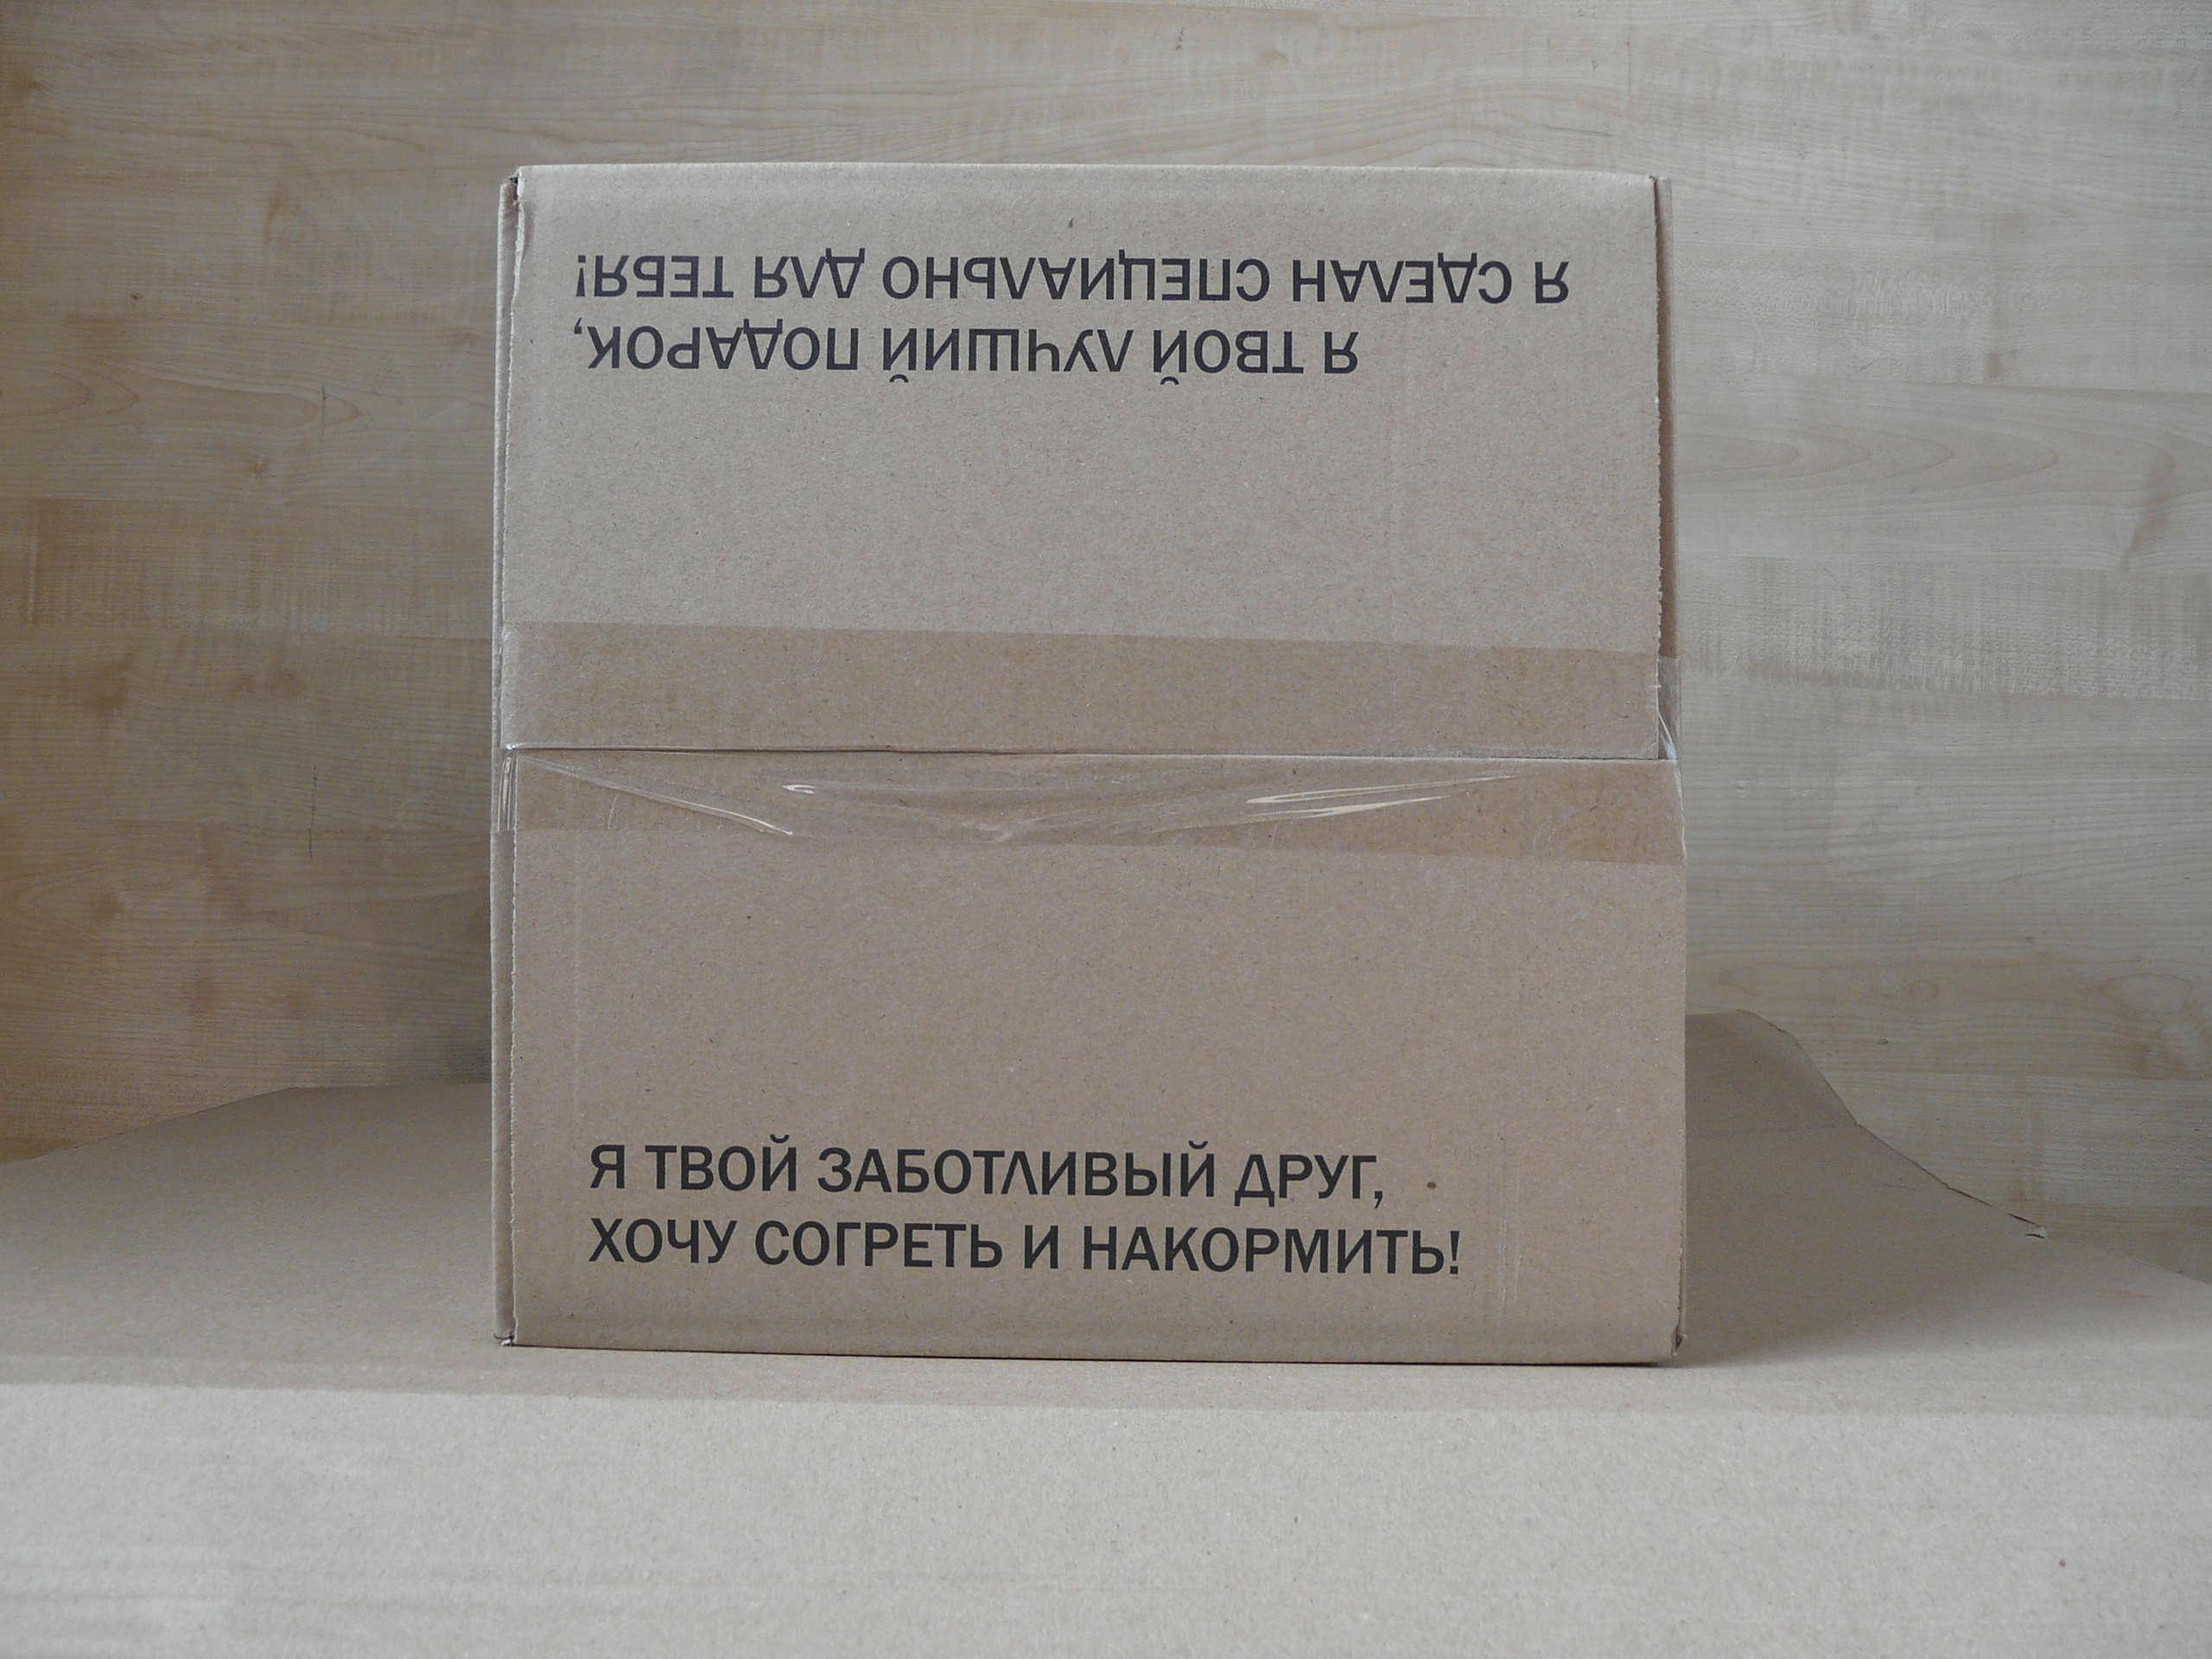 Я ТВОЙ ЛУЧШИЙ ПОДАРОК,
Я СДЕЛАН СПЕЦИАЛЬНО ДЛЯ ТЕБЯ!
Я ТВОЙ ЗАБОТЛИВЫЙ ДРУГ,
ХОЧУ СОГРЕТЬ И НАКОРМИТЬ!